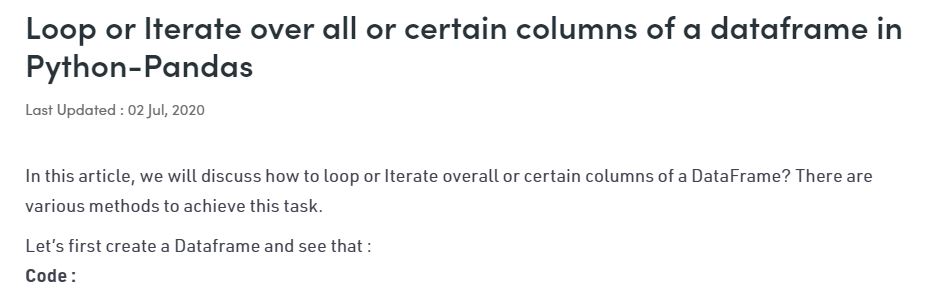 Loop or Iterate over all or certain columns of a dataframe in
Python-Pandas
Last Updated : 02 Jul, 2020
In this article, we will discuss how to loop or Iterate overall or certain columns of a DataFrame? There are
various methods to achieve this task.
Let’s first create a Dataframe and see that :
Code :